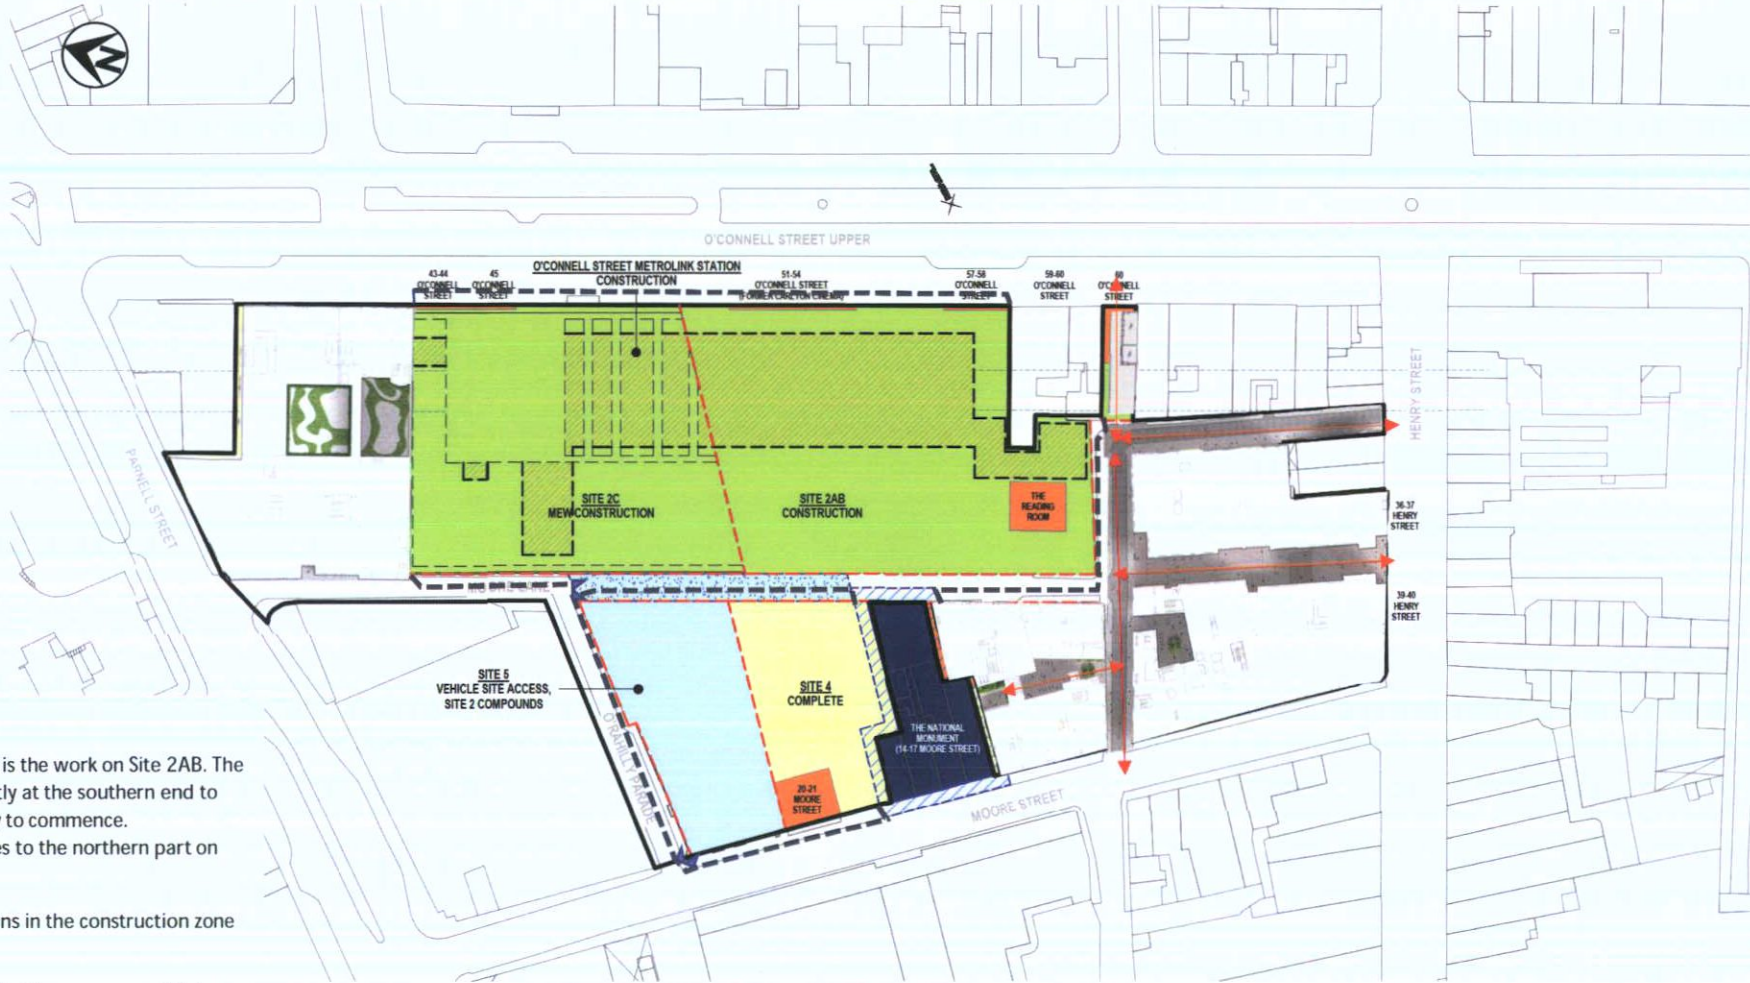 N
O'CONNELL STREET UPPER
O'CONNELL STREET METROLINK STATION
CONSTRUCTION
43-44
O'CONNELL
STREET
45
O'CONNELL
STREET
51-54
O'CONNELL STREET
(FORMER CARLTON CINEMA)
57-58
O'CONNELL
STREET
59-60
O'CONNELL
STREET
60
O'CONNELL
STREET
HENRY STREET
PARNELL STREET
SITE 2C
MEW CONSTRUCTION
SITE 2AB
CONSTRUCTION
THE
READING
ROOM
36-37
HENRY
STREET
MOORE LANE
39-40
HENRY
STREET
SITE 5
VEHICLE SITE ACCESS,
SITE 2 COMPOUNDS
SITE 4
COMPLETE
O'RAHILLY PARADE
THE NATIONAL
MONUMENT
(14-17 MOORE STREET)
20-21
MOORE
STREET
MOORE STREET
is the work on Site 2AB. The
tly at the southern end to
to commence.
es to the northern part on
ns in the construction zone